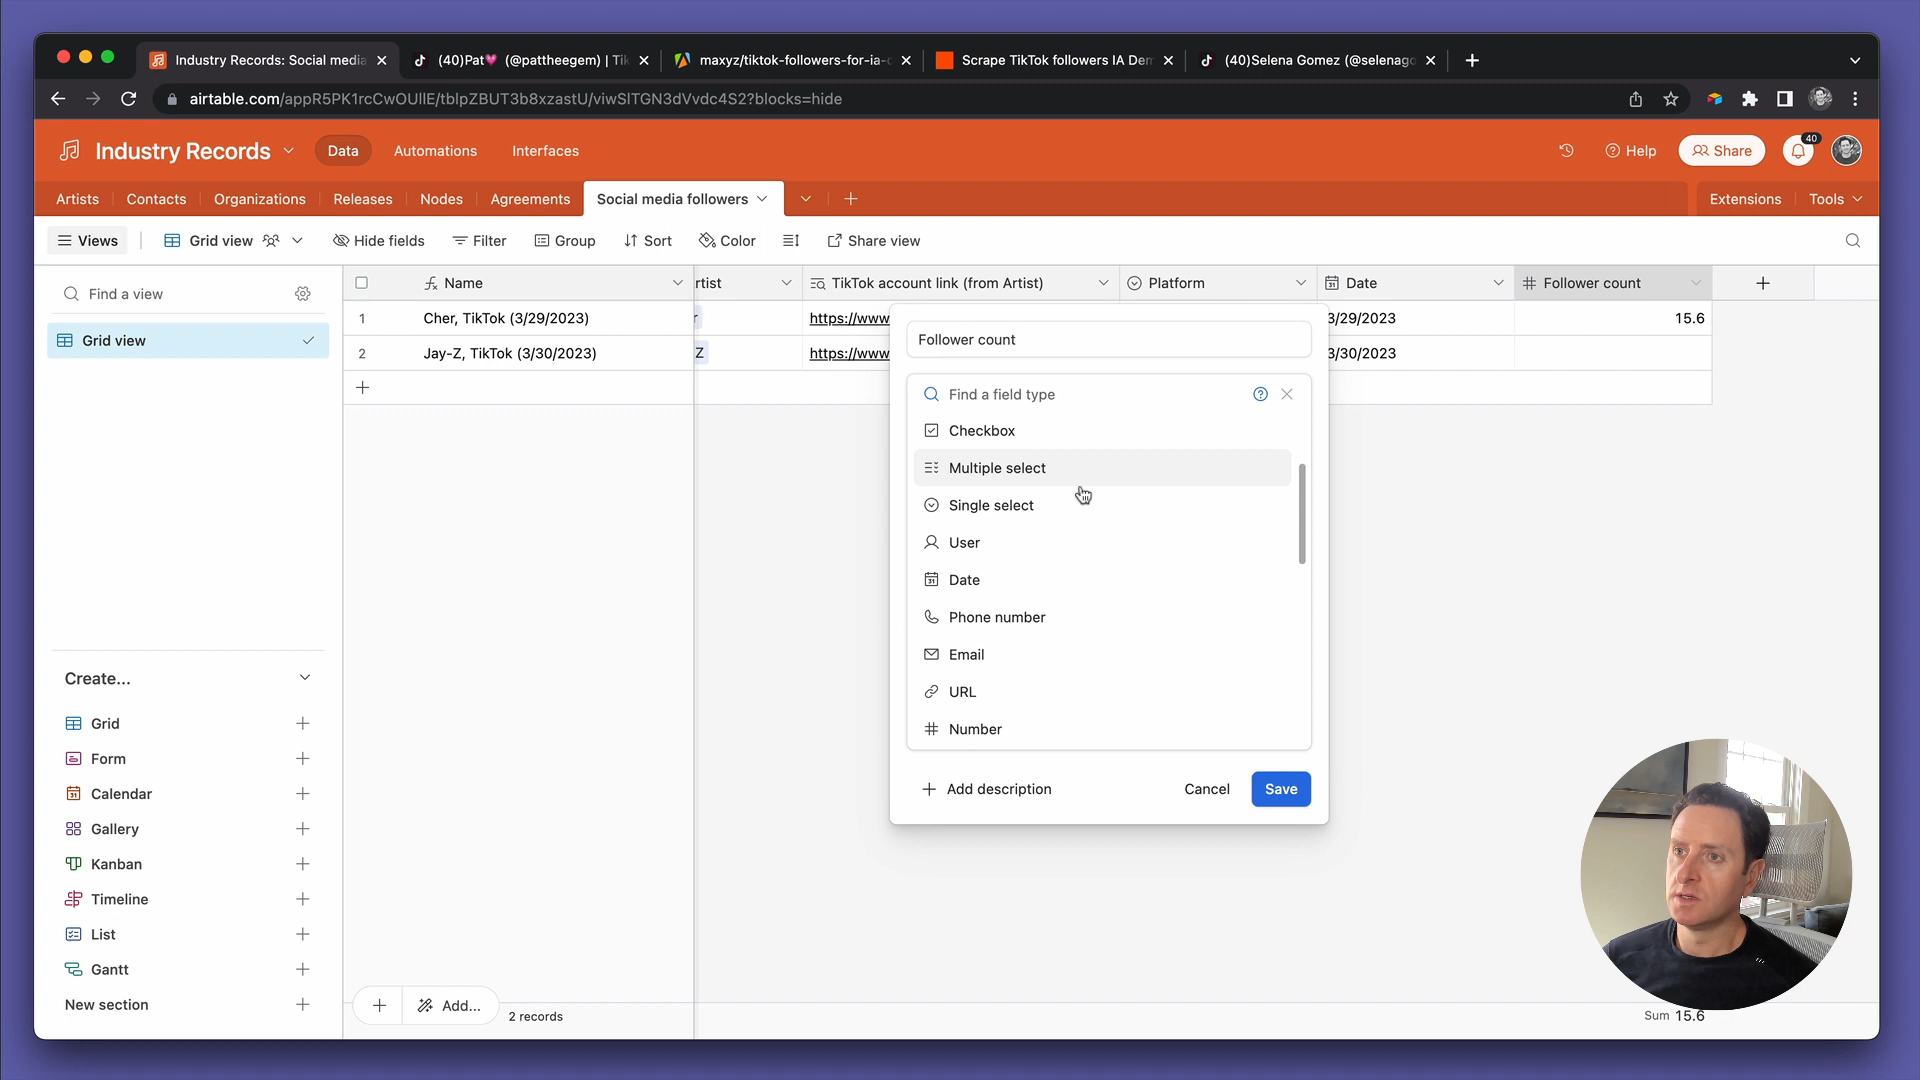 Industry Records: Social media
(40)Pat💗 (@pattheegem) | Tik
maxyz/tiktok-followers-for-ia-c
Scrape TikTok followers IA Dem
(40)Selena Gomez (@selenago
airtable.com/appR5PK1rcCwOUllE/tblpZBUT3b8xzastU/viwSlTGN3dVvdc4S2?blocks=hide
Industry Records
Data
Automations
Interfaces
Help
Share
40
Artists
Contacts
Organizations
Releases
Nodes
Agreements
Social media followers
Extensions
Tools
Views
Grid view
Hide fields
Filter
Group
Sort
Color
Share view
Find a view
Grid view
Name
rtist
TikTok account link (from Artist)
Platform
Date
Follower count
1 Cher, TikTok (3/29/2023) r https://www 3/29/2023 15.6
2 Jay-Z, TikTok (3/30/2023) Z https://www 3/30/2023
Follower count
Find a field type
Checkbox
Multiple select
Single select
User
Date
Phone number
Email
URL
Number
Add description
Cancel
Save
Create...
Grid
Form
Calendar
Gallery
Kanban
Timeline
List
Gantt
New section
Add...
2 records
Sum 15.6